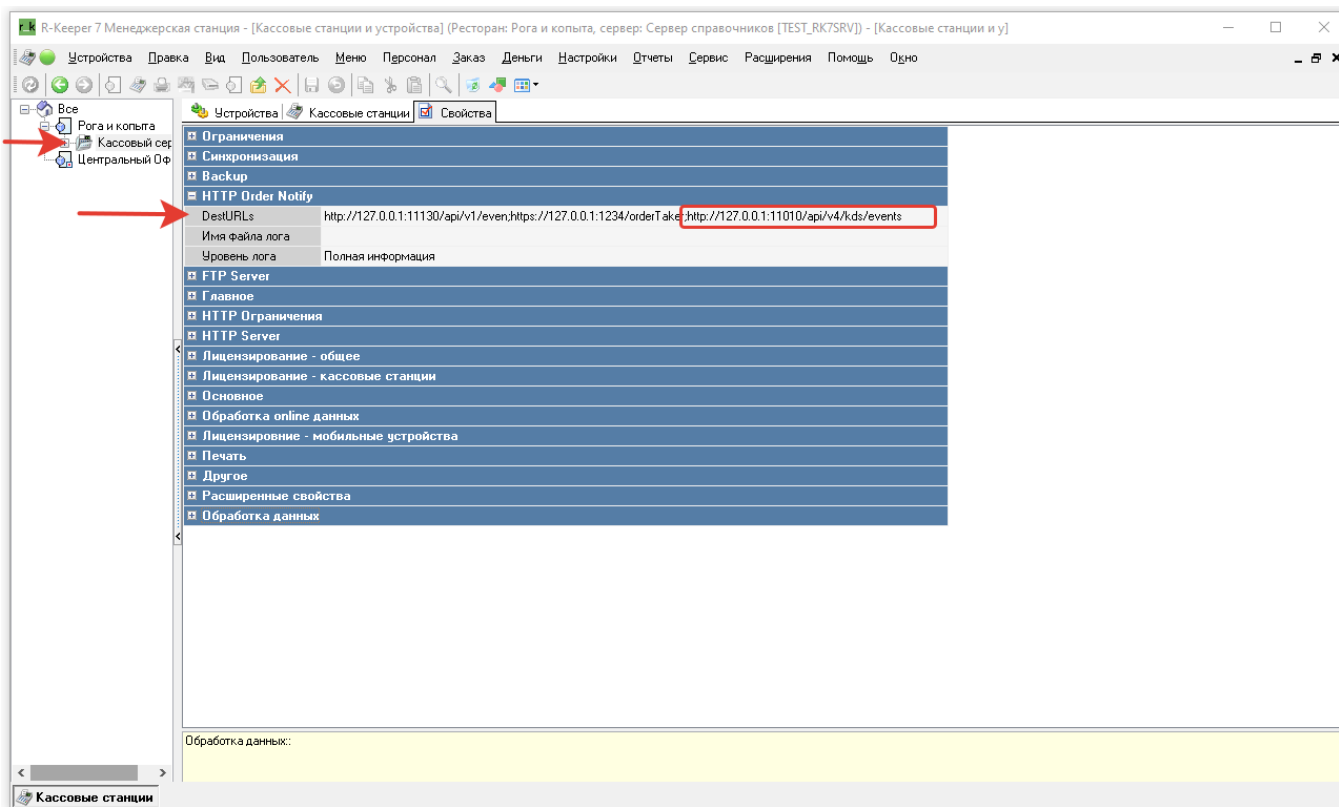 R-Keeper 7 Менеджерская станция - [Кассовые станции и устройства] (Ресторан: Рога и копыта, сервер: Сервер справочников [TEST_RK7SRV]) - [Кассовые станции и у]
Устройства Правка Вид Пользователь Меню Персонал Заказ Деньги Настройки Отчеты Сервис Расширения Помощь Окно
Все
Рога и копыта
Кассовый сер
Центральный Оф
Устройства Кассовые станции Свойства
Ограничения
Синхронизация
Backup
HTTP Order Notify
DestURLs http://127.0.0.1:11130/api/v1/even;https://127.0.0.1:1234/orderTaker;http://127.0.0.1:11010/api/v4/kds/events
Имя файла лога
Уровень лога Полная информация
FTP Server
Главное
HTTP Ограничения
HTTP Server
Лицензирование - общее
Лицензирование - кассовые станции
Основное
Обработка online данных
Лицензировние - мобильные устройства
Печать
Другое
Расширенные свойства
Обработка данных
Обработка данных::
Кассовые станции